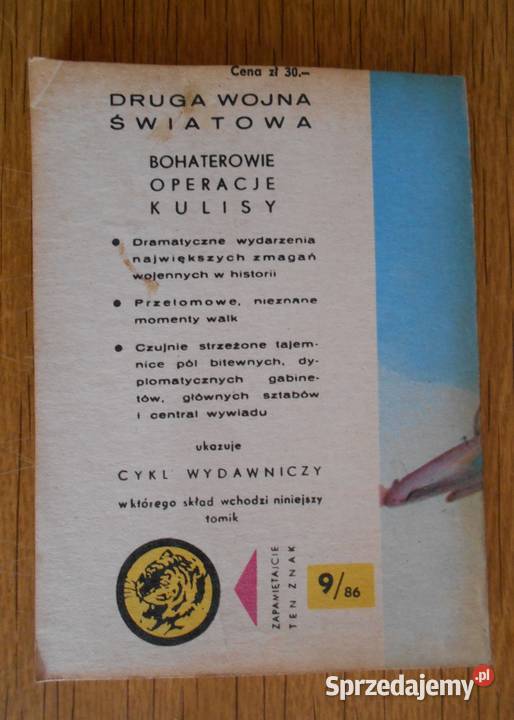 Cena zł 30,—
DRUGA WOJNA
ŚWIATOWA
BOHATEROWIE
OPERACJE
KULISY
● Dramatyczne wydarzenia
największych zmagań
wojennych w historii
● Przełomowe, nieznane
momenty walk
● Czujnie strzeżone tajem-
nice pól bitewnych, dy-
plomatycznych gabine-
tów, głównych sztabów
i central wywiadu
ukazuje
CYKL WYDAWNICZY
w którego skład wchodzi niniejszy
tomik
ZAPAMIĘTAJCIE
TEN ZNAK
9/86
Sprzedajemy.pl